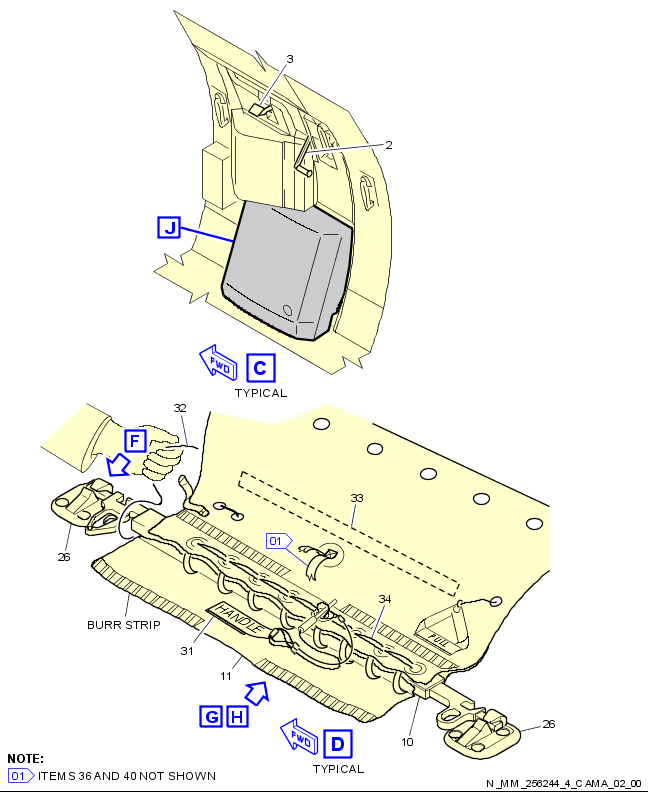 3
2
J
FWD
C
TYPICAL
32
F
33
01
26
34
BURR STRIP
HANDLE
PULL
31
11
G H
26
10
FWD
D
TYPICAL
NOTE:
01 ITEMS 36 AND 40 NOT SHOWN
N_MM_256244_4_CAMA_02_00